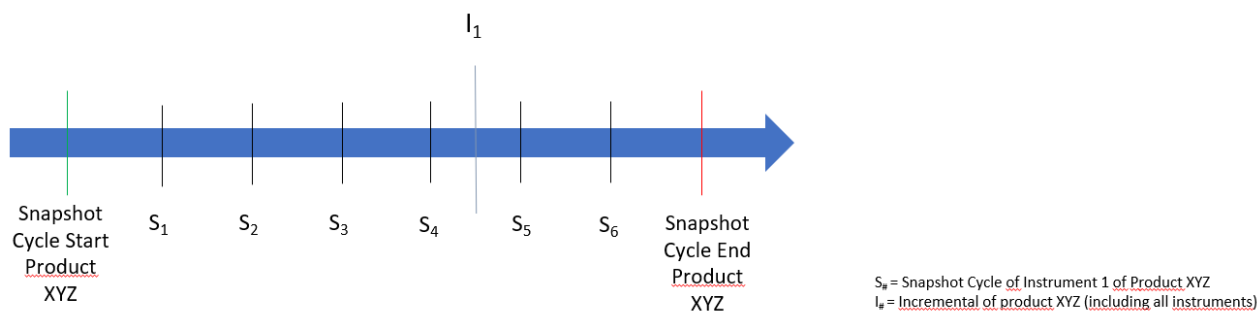 I₁
Snapshot
Cycle Start
Product
XYZ
S₁
S₂
S₃
S₄
S₅
S₆
Snapshot
Cycle End
Product
XYZ
S# = Snapshot Cycle of Instrument 1 of Product XYZ
I# = Incremental of product XYZ (including all instruments)